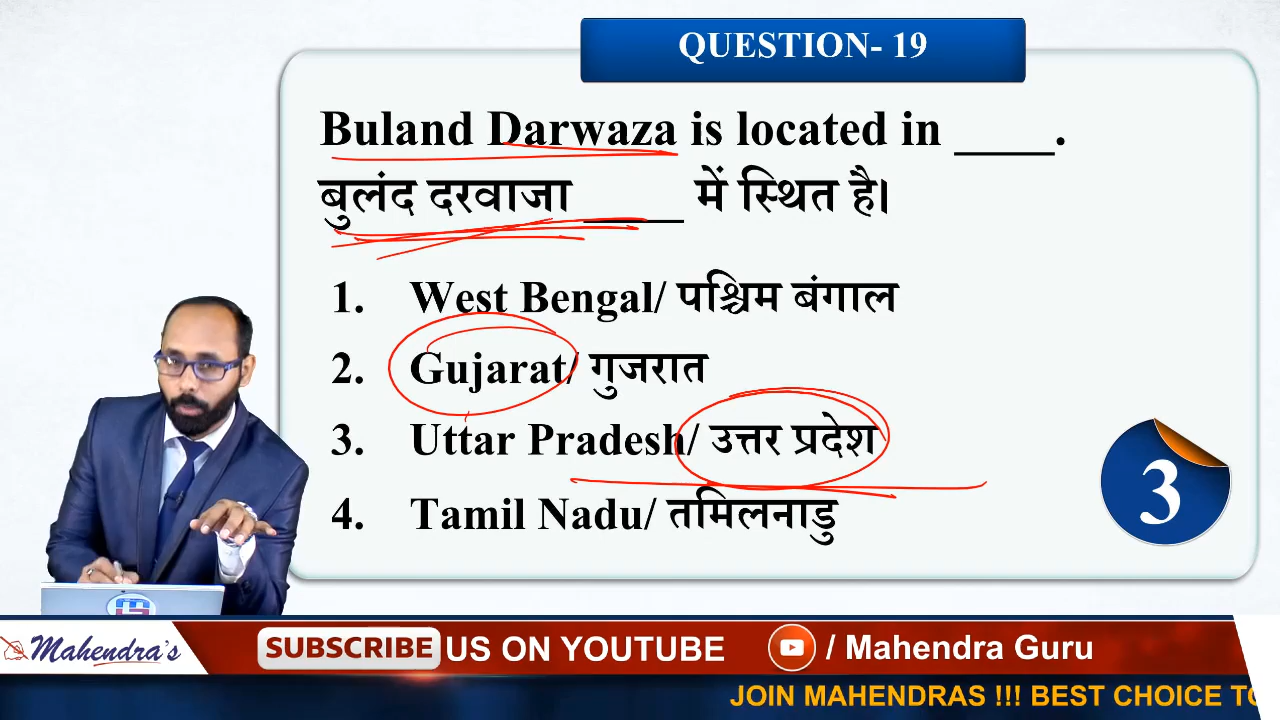 QUESTION- 19
Buland Darwaza is located in ____.
बुलंद दरवाजा ____ में स्थित है।
1. West Bengal/ पश्चिम बंगाल
2. Gujarat/ गुजरात
3. Uttar Pradesh/ उत्तर प्रदेश
4. Tamil Nadu/ तमिलनाडु
3
Mahendra's
SUBSCRIBE US ON YOUTUBE / Mahendra Guru
JOIN MAHENDRAS !!! BEST CHOICE TO